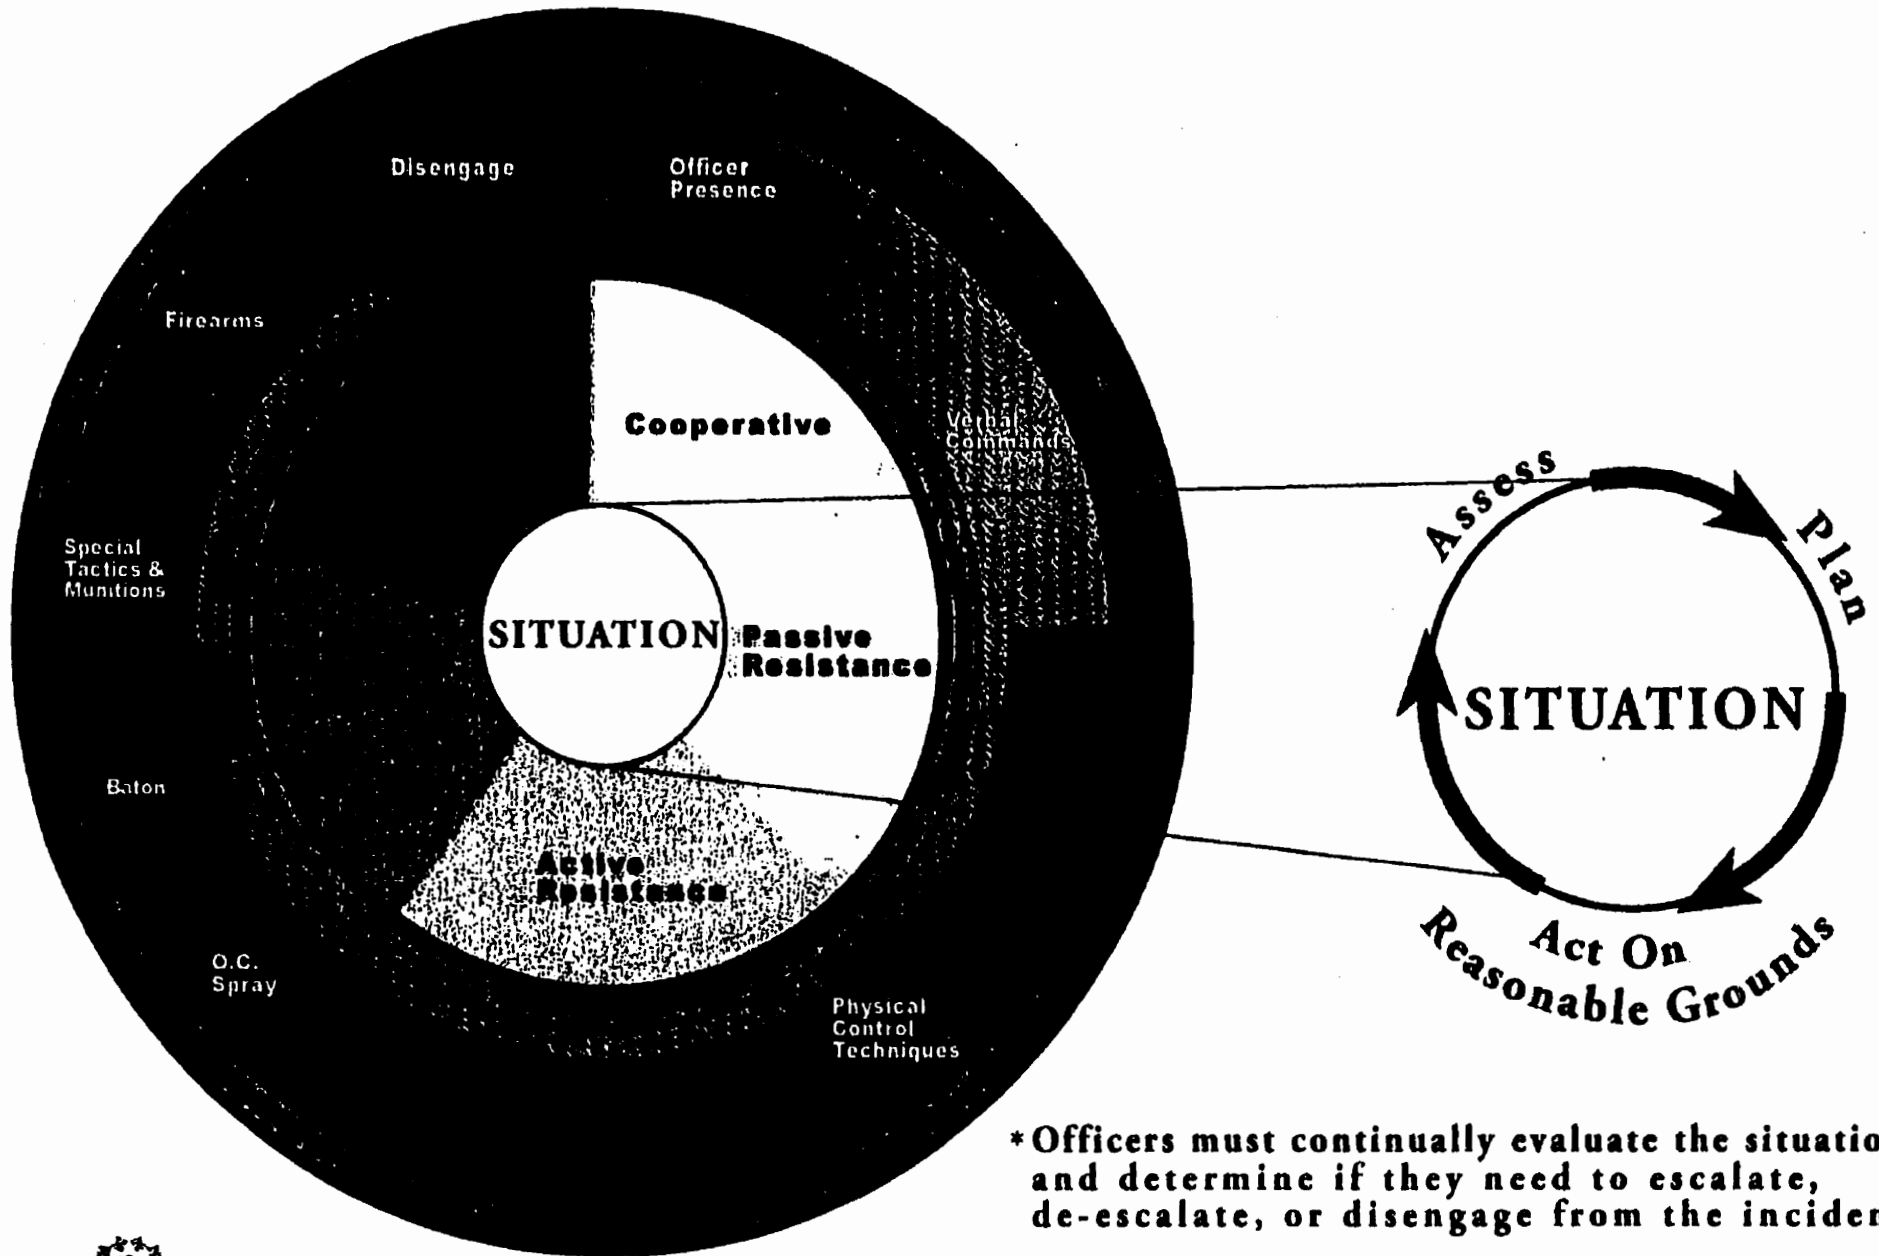 Disengage
Officer
Presence
Firearms
Cooperative
Verbal
Commands
Special
Tactics &
Munitions
SITUATION
Passive
Resistance
Baton
Active
Resistance
O.C.
Spray
Physical
Control
Techniques
Assess
Plan
SITUATION
Act On
Reasonable Grounds
*Officers must continually evaluate the situatio
and determine if they need to escalate,
de-escalate, or disengage from the inciden